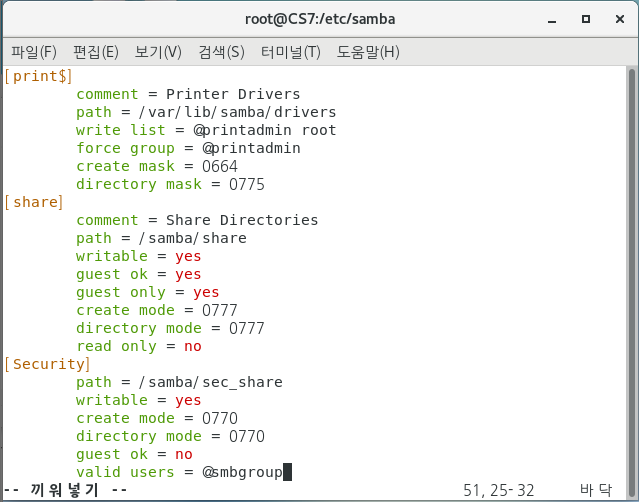 root@CS7:/etc/samba
파일(F) 편집(E) 보기(V) 검색(S) 터미널(T) 도움말(H)
[print$]
comment = Printer Drivers
path = /var/lib/samba/drivers
write list = @printadmin root
force group = @printadmin
create mask = 0664
directory mask = 0775
[share]
comment = Share Directories
path = /samba/share
writable = yes
guest ok = yes
guest only = yes
create mode = 0777
directory mode = 0777
read only = no
[Security]
path = /samba/sec_share
writable = yes
create mode = 0770
directory mode = 0770
guest ok = no
valid users = @smbgroup
-- 끼워넣기 -- 51,25-32 바닥